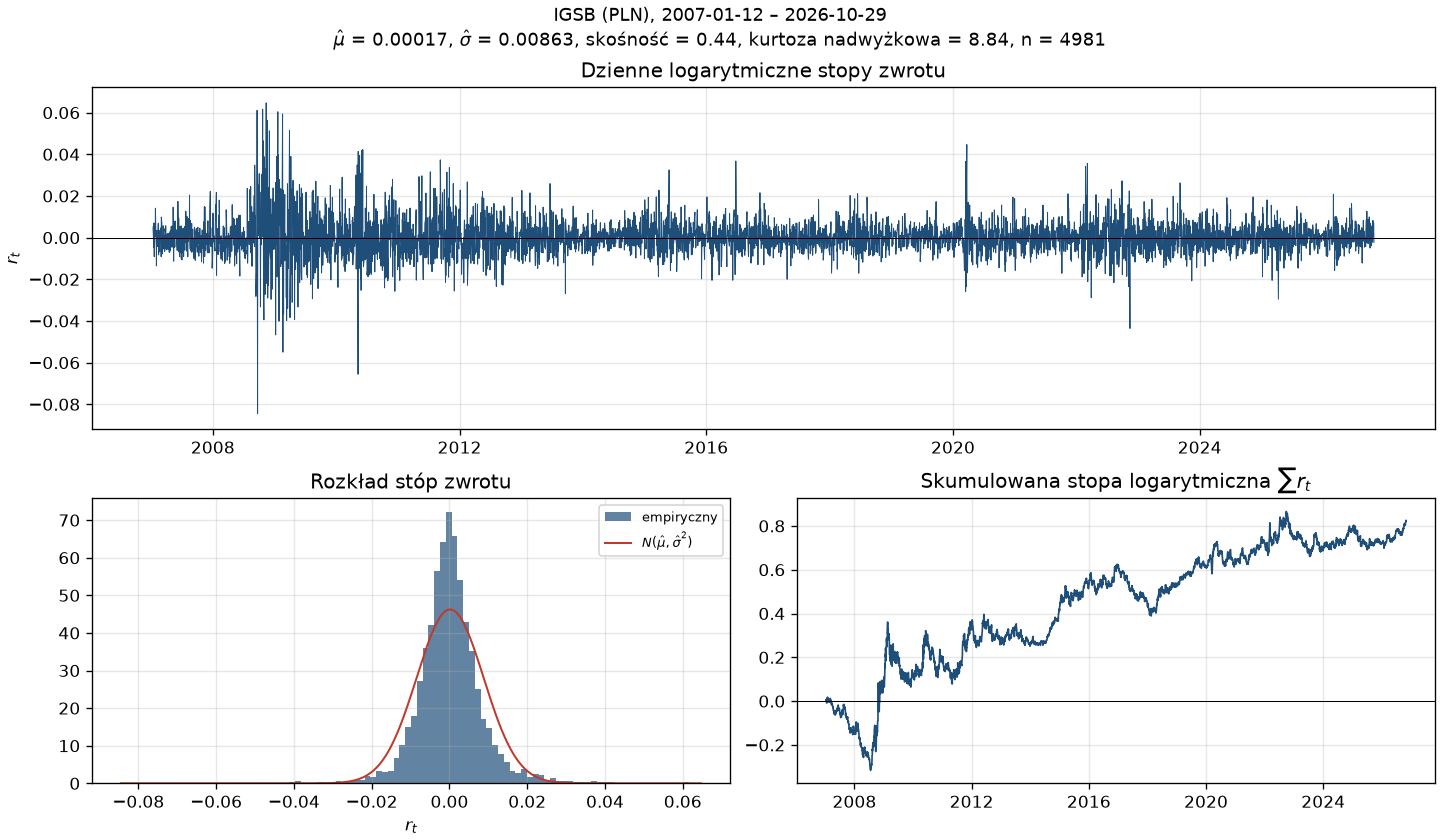 IGSB (PLN), 2007-01-12 – 2026-10-29
μ̂ = 0.00017, σ̂ = 0.00863, skośność = 0.44, kurtoza nadwyżkowa = 8.84, n = 4981
Dzienne logarytmiczne stopy zwrotu
0.06
0.04
0.02
0.00
−0.02
−0.04
−0.06
−0.08
r_t
2008 2012 2016 2020 2024
Rozkład stóp zwrotu
70
60
50
40
30
20
10
0
empiryczny
N(μ̂, σ̂²)
−0.08 −0.06 −0.04 −0.02 0.00 0.02 0.04 0.06
r_t
Skumulowana stopa logarytmiczna ∑r_t
0.8
0.6
0.4
0.2
0.0
−0.2
2008 2012 2016 2020 2024